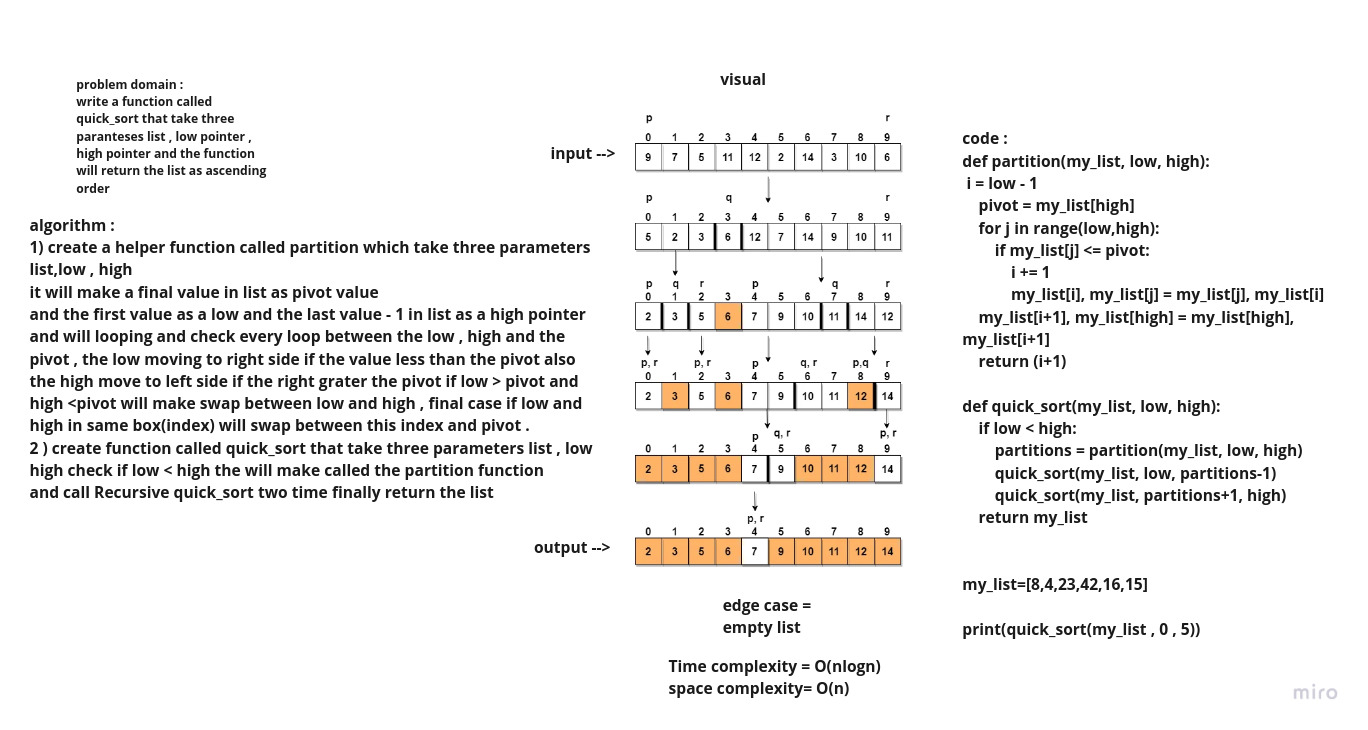 problem domain :
write a function called
quick_sort that take three
paranteses list , low pointer ,
high pointer and the function
will return the list as ascending
order
algorithm :
1) create a helper function called partition which take three parameters
list,low , high
it will make a final value in list as pivot value
and the first value as a low and the last value - 1 in list as a high pointer
and will looping and check every loop between the low , high and the
pivot , the low moving to right side if the value less than the pivot also
the high move to left side if the right grater the pivot if low > pivot and
high <pivot will make swap between low and high , final case if low and
high in same box(index) will swap between this index and pivot .
2 ) create function called quick_sort that take three parameters list , low
high check if low < high the will make called the partition function
and call Recursive quick_sort two time finally return the list
visual
p r
0 1 2 3 4 5 6 7 8 9
input --> 9 7 5 11 12 2 14 3 10 6
p q r
0 1 2 3 4 5 6 7 8 9
5 2 3 6 12 7 14 9 10 11
p q r p q r
0 1 2 3 4 5 6 7 8 9
2 3 5 6 7 9 10 11 14 12
p, r p, r p q, r p,q r
0 1 2 3 4 5 6 7 8 9
2 3 5 6 7 9 10 11 12 14
p q, r p, r
0 1 2 3 4 5 6 7 8 9
2 3 5 6 7 9 10 11 12 14
p, r
0 1 2 3 4 5 6 7 8 9
output --> 2 3 5 6 7 9 10 11 12 14
edge case =
empty list
Time complexity = O(nlogn)
space complexity= O(n)
code :
def partition(my_list, low, high):
i = low - 1
pivot = my_list[high]
for j in range(low,high):
if my_list[j] <= pivot:
i += 1
my_list[i], my_list[j] = my_list[j], my_list[i]
my_list[i+1], my_list[high] = my_list[high],
my_list[i+1]
return (i+1)
def quick_sort(my_list, low, high):
if low < high:
partitions = partition(my_list, low, high)
quick_sort(my_list, low, partitions-1)
quick_sort(my_list, partitions+1, high)
return my_list
my_list=[8,4,23,42,16,15]
print(quick_sort(my_list , 0 , 5))
miro